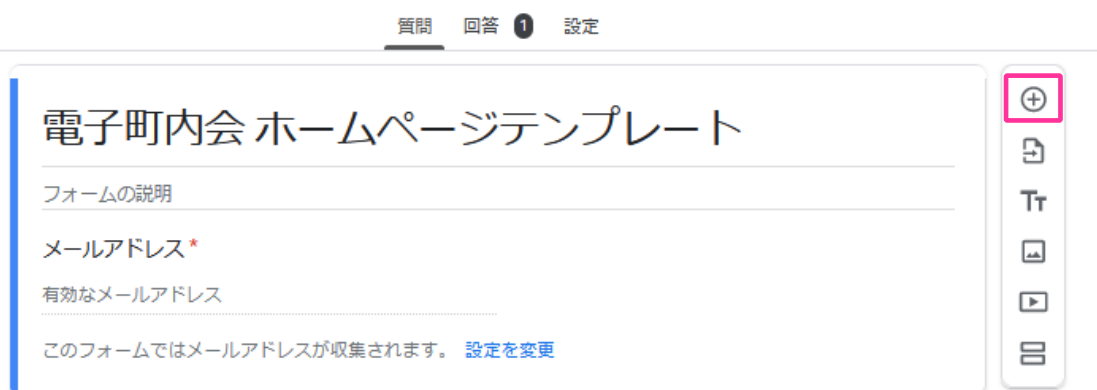 質問 回答 1 設定
電子町内会 ホームページテンプレート
フォームの説明
メールアドレス *
有効なメールアドレス
このフォームではメールアドレスが収集されます。 設定を変更
Tт